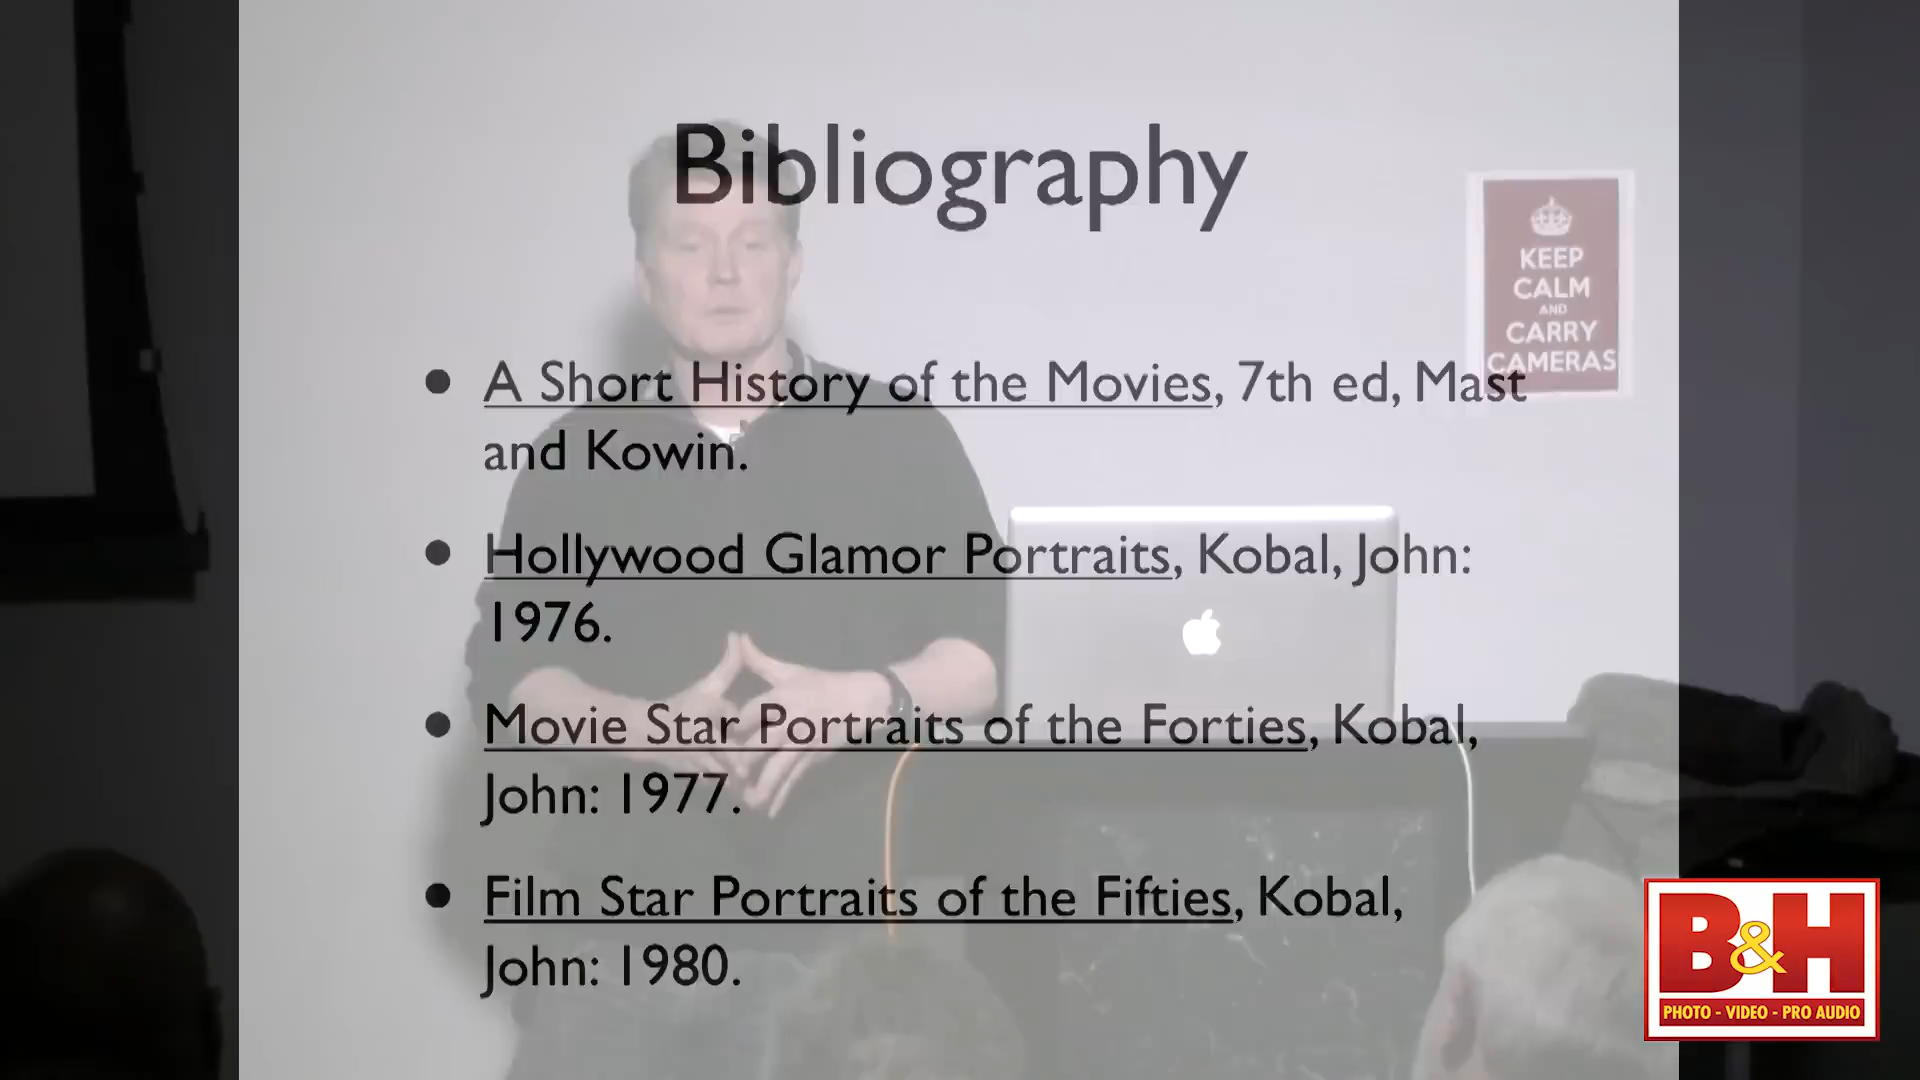 Bibliography
KEEP
CALM
AND
CARRY
CAMERAS
• A Short History of the Movies, 7th ed, Mast
and Kowin.
• Hollywood Glamor Portraits, Kobal, John:
1976.
• Movie Star Portraits of the Forties, Kobal,
John: 1977.
• Film Star Portraits of the Fifties, Kobal,
John: 1980.
B&H
PHOTO - VIDEO - PRO AUDIO